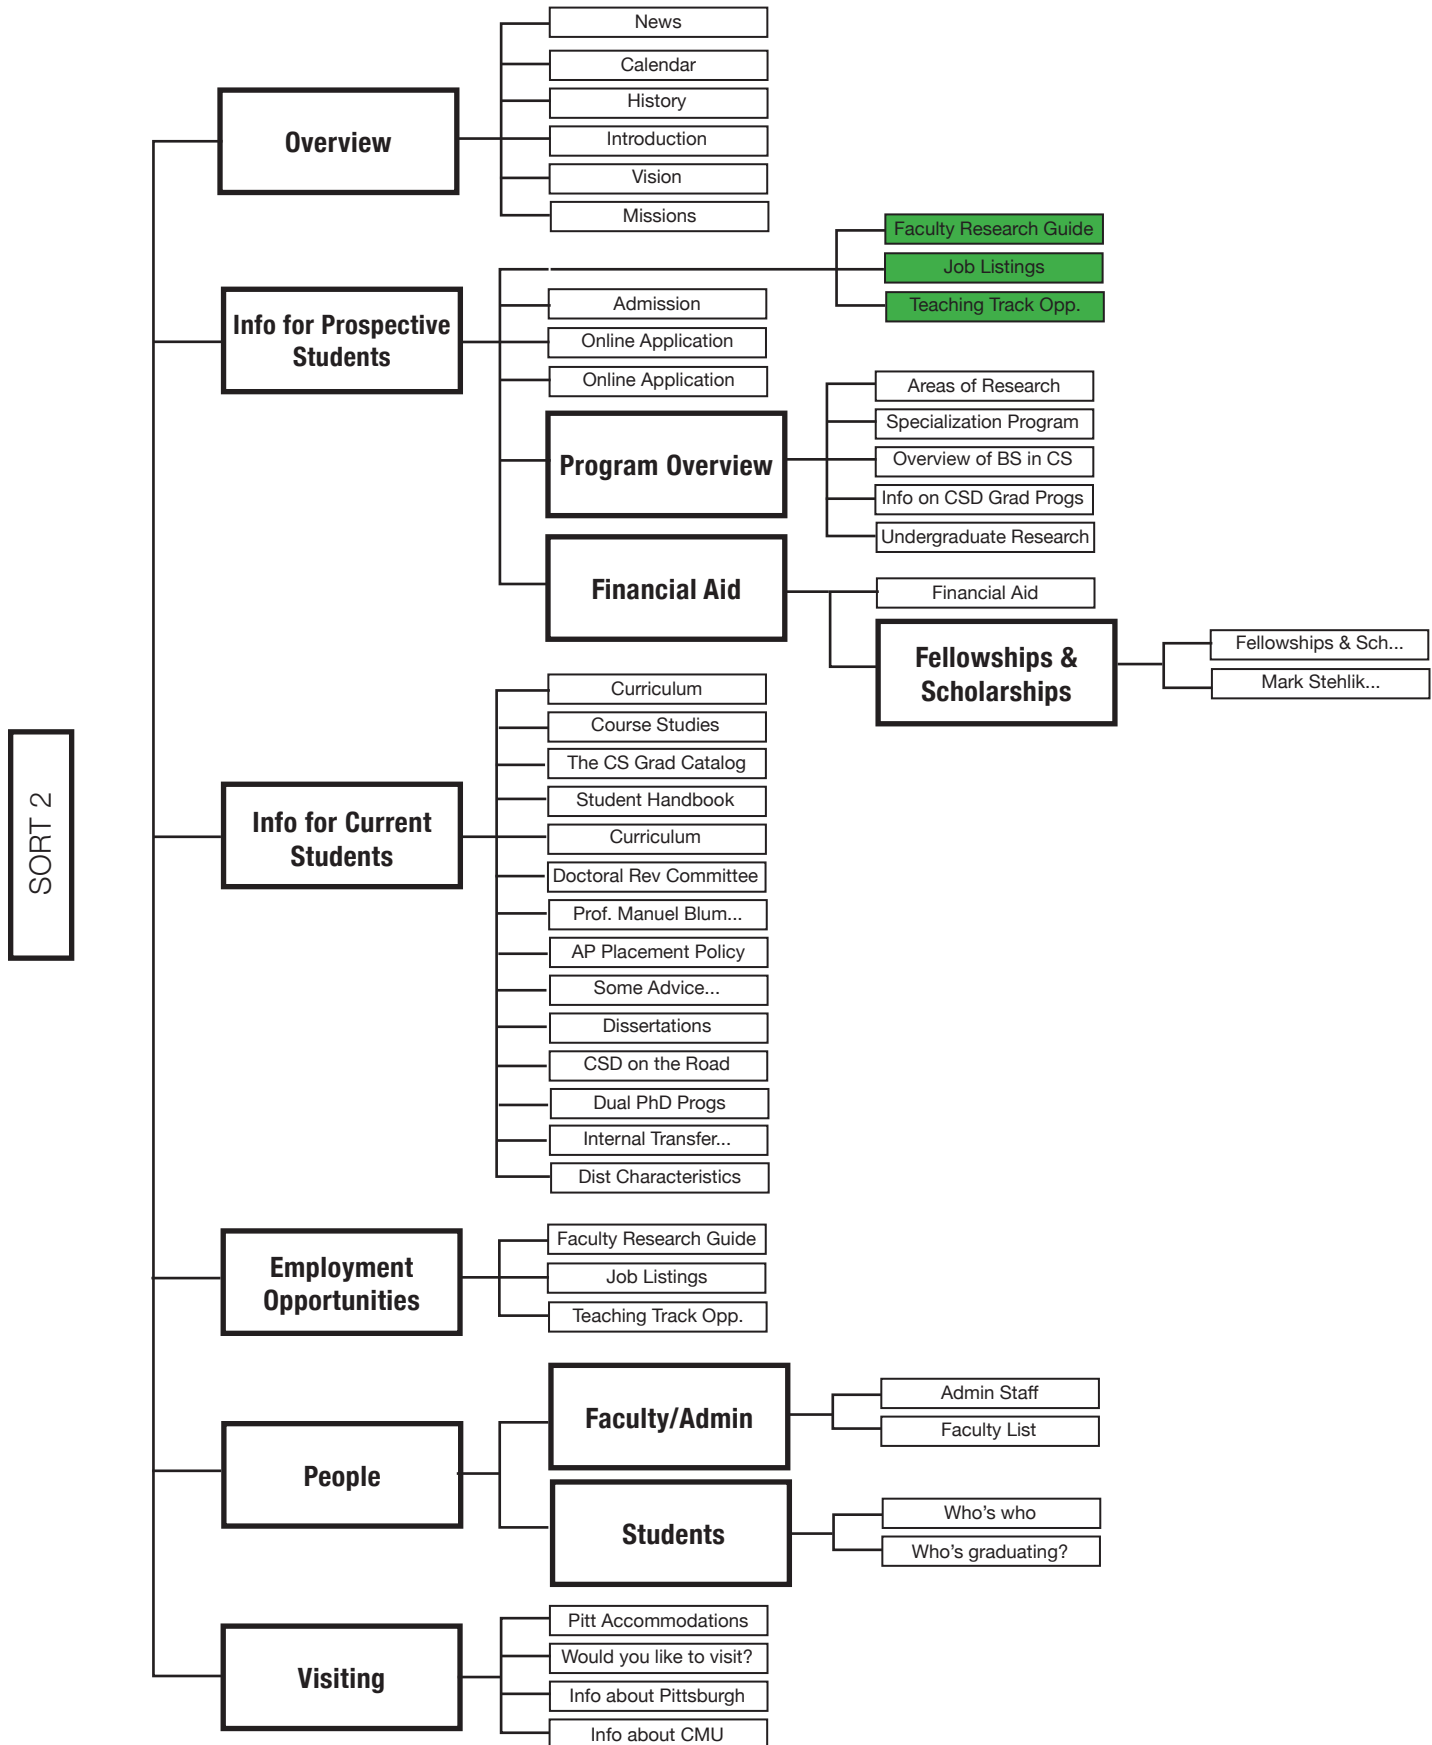 SORT 2
Overview
News
Calendar
History
Introduction
Vision
Missions
Info for Prospective
Students
Faculty Research Guide
Job Listings
Teaching Track Opp.
Admission
Online Application
Online Application
Program Overview
Areas of Research
Specialization Program
Overview of BS in CS
Info on CSD Grad Progs
Undergraduate Research
Financial Aid
Financial Aid
Fellowships &
Scholarships
Fellowships & Sch...
Mark Stehlik...
Info for Current
Students
Curriculum
Course Studies
The CS Grad Catalog
Student Handbook
Curriculum
Doctoral Rev Committee
Prof. Manuel Blum...
AP Placement Policy
Some Advice...
Dissertations
CSD on the Road
Dual PhD Progs
Internal Transfer...
Dist Characteristics
Employment
Opportunities
Faculty Research Guide
Job Listings
Teaching Track Opp.
People
Faculty/Admin
Admin Staff
Faculty List
Students
Who's who
Who's graduating?
Visiting
Pitt Accommodations
Would you like to visit?
Info about Pittsburgh
Info about CMU